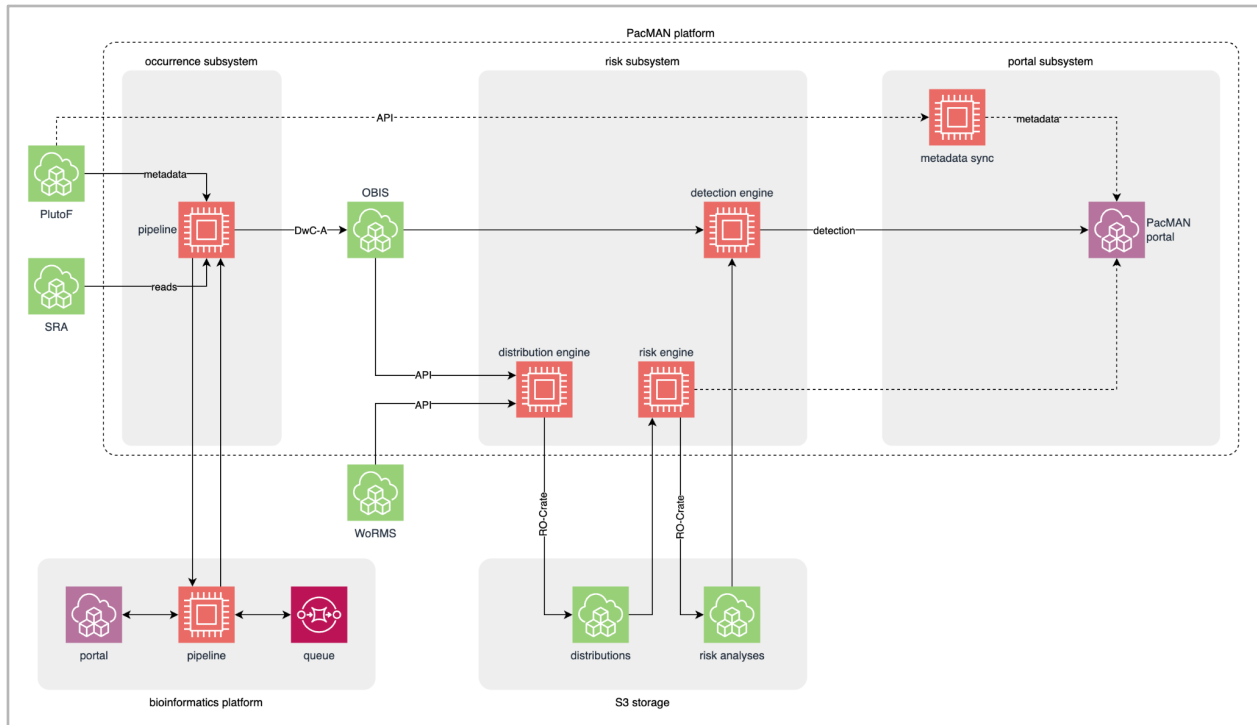 PacMAN platform
occurrence subsystem
risk subsystem
portal subsystem
API
metadata
metadata sync
PlutoF
metadata
pipeline
DwC-A
OBIS
detection engine
detection
PacMAN
portal
SRA
reads
distribution engine
risk engine
API
API
WoRMS
RO-Crate
RO-Crate
portal
pipeline
queue
distributions
risk analyses
bioinformatics platform
S3 storage